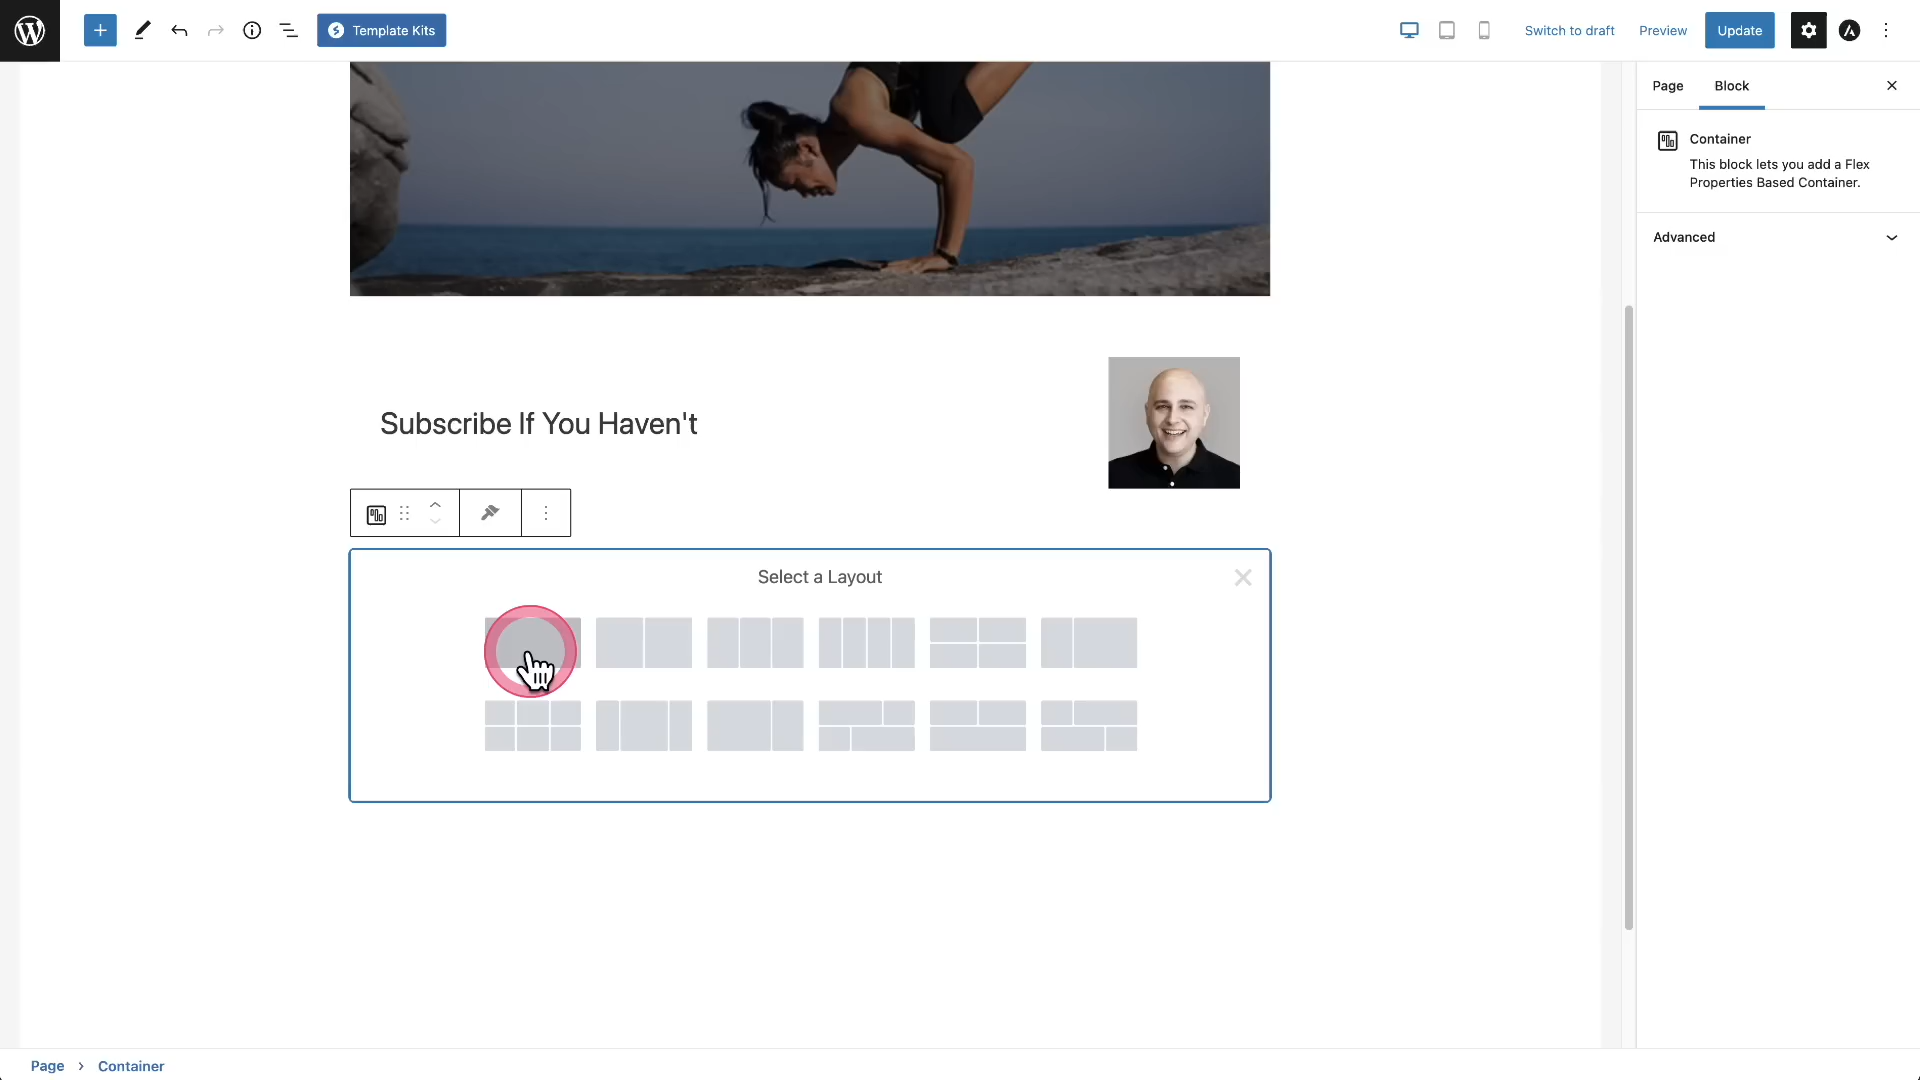 Template Kits
Switch to draft
Preview
Update
Page
Block
Container
This block lets you add a Flex
Properties Based Container.
Advanced
Subscribe If You Haven't
Select a Layout
Page > Container